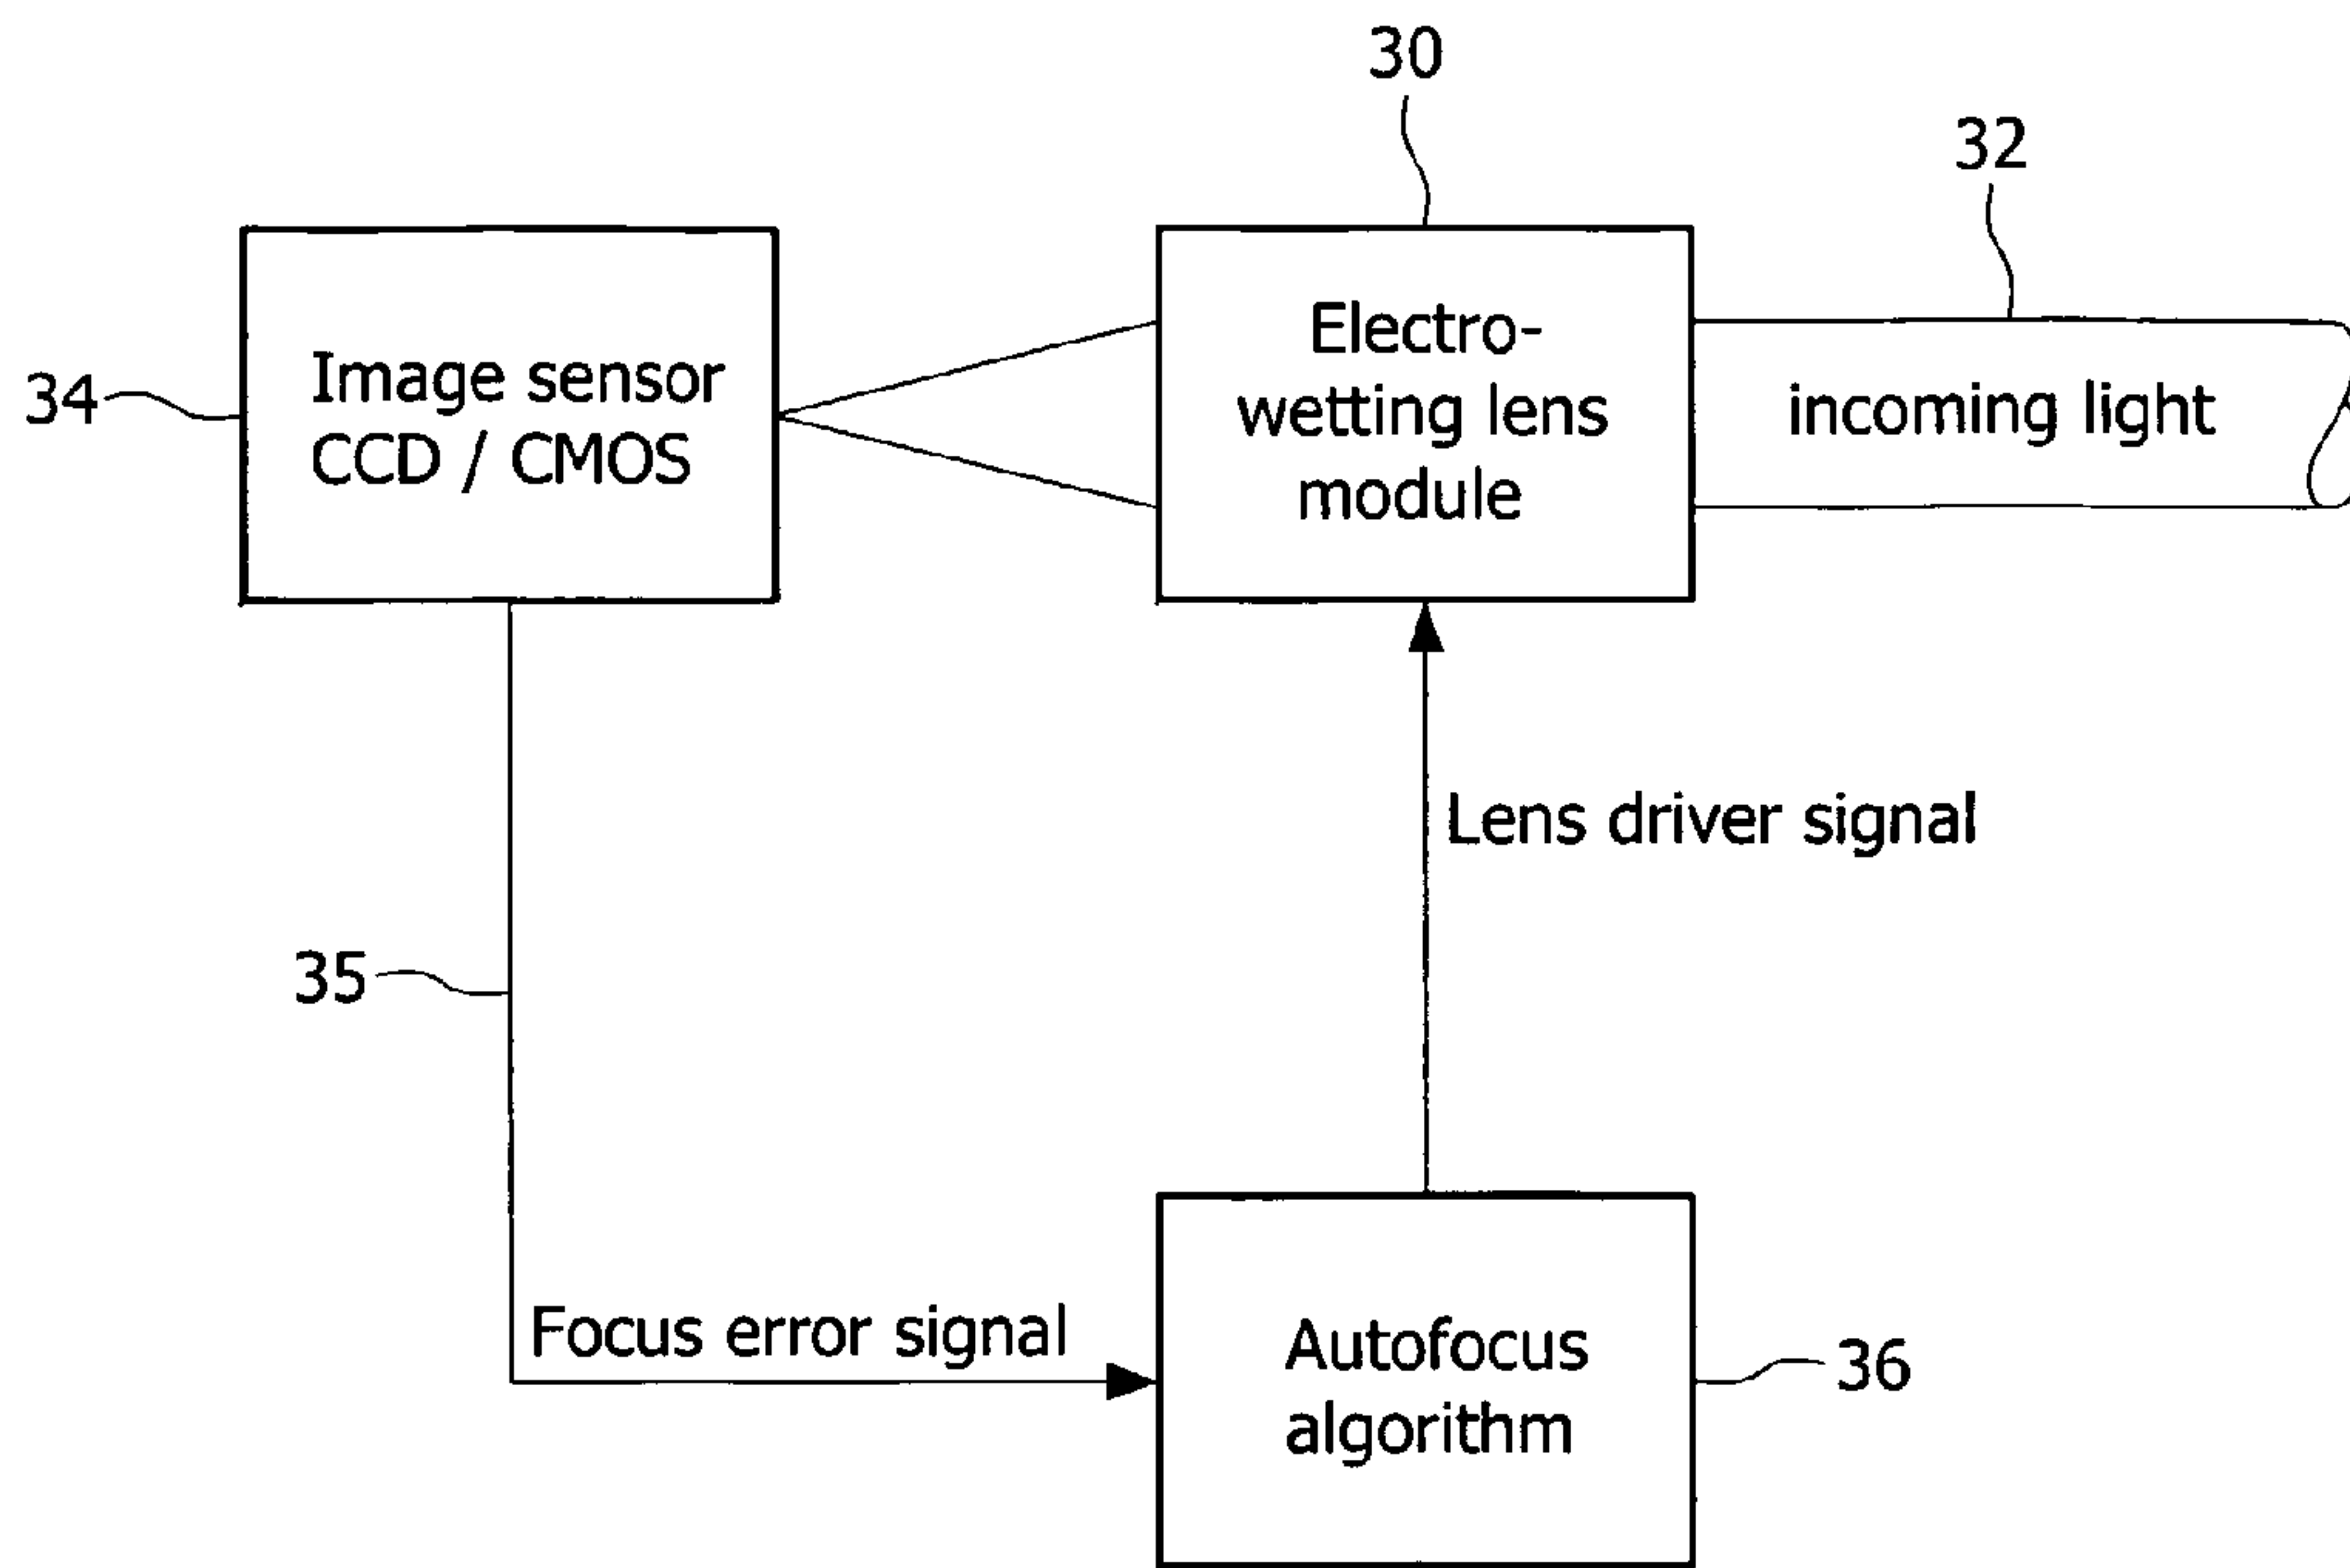 30
32
34
Image sensor
CCD / CMOS
Electro-
wetting lens
module
incoming light
Lens driver signal
35
Focus error signal
Autofocus
algorithm
36